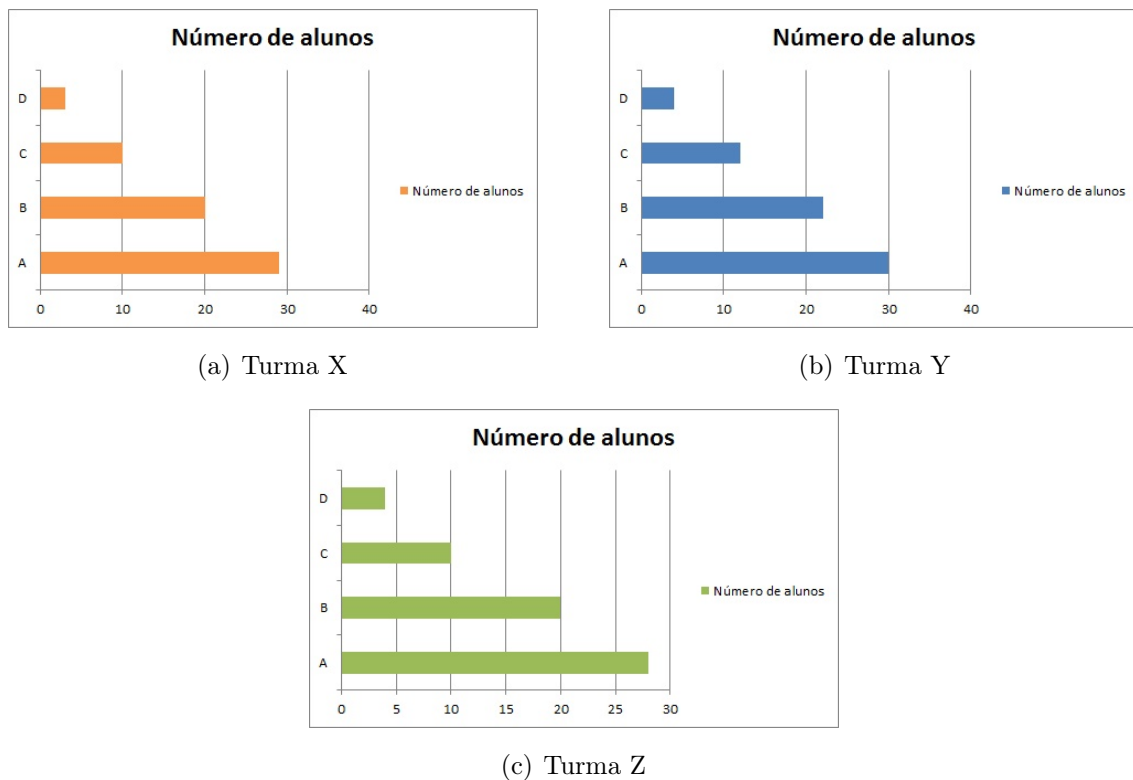 Número de alunos
D
C
B
A
0 10 20 30 40
Número de alunos
(a) Turma X
Número de alunos
D
C
B
A
0 10 20 30 40
Número de alunos
(b) Turma Y
Número de alunos
D
C
B
A
0 5 10 15 20 25 30
Número de alunos
(c) Turma Z